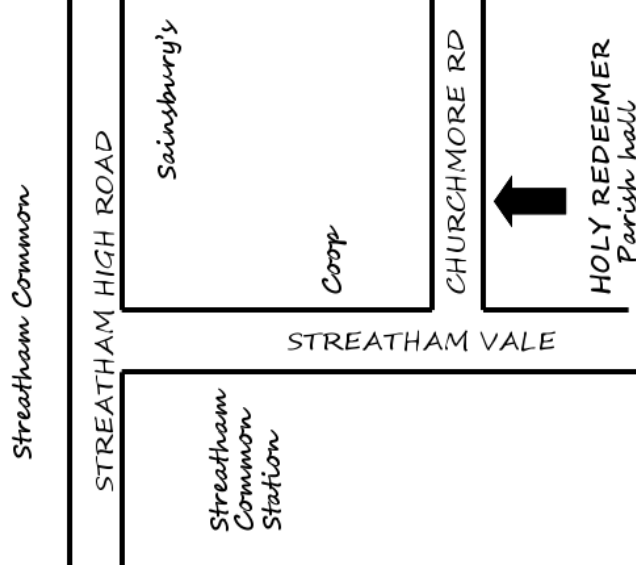 Streatham Common
STREATHAM HIGH ROAD
Sainsbury's
Coop
CHURCHMORE RD
HOLY REDEEMER
Parish hall
STREATHAM VALE
Streatham
Common
Station